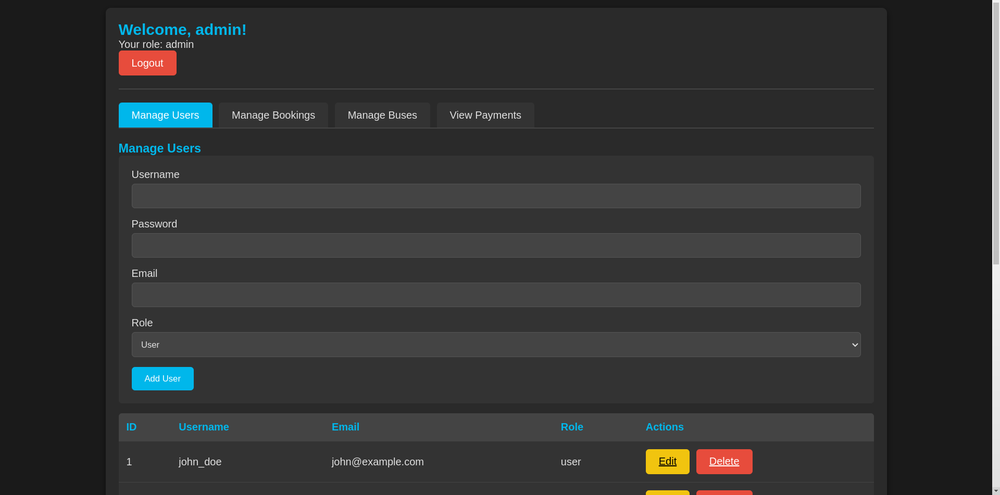 Welcome, admin!
Your role: admin
Logout
Manage Users Manage Bookings Manage Buses View Payments
Manage Users
Username
Password
Email
Role
User
Add User
ID Username Email Role Actions
1 john_doe john@example.com user Edit Delete